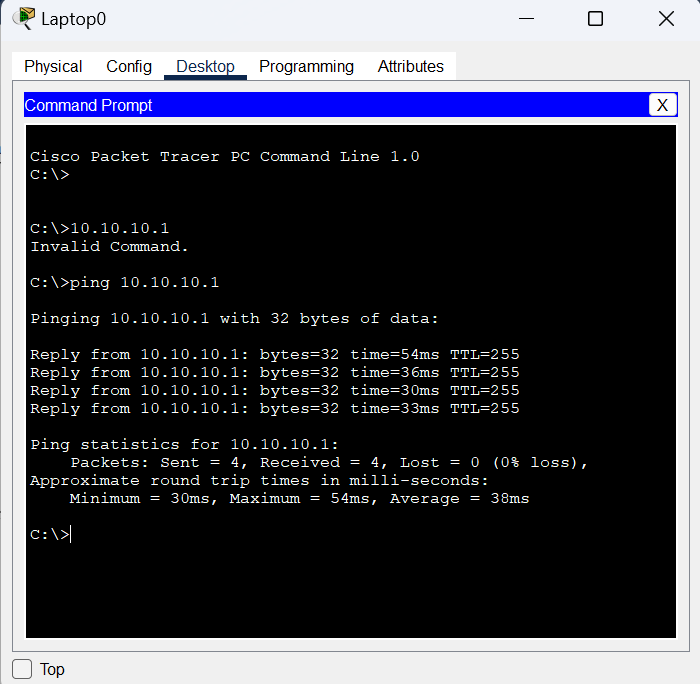 Laptop0
Physical Config Desktop Programming Attributes
Command Prompt X
Cisco Packet Tracer PC Command Line 1.0
C:\>
C:\>10.10.10.1
Invalid Command.
C:\>ping 10.10.10.1
Pinging 10.10.10.1 with 32 bytes of data:
Reply from 10.10.10.1: bytes=32 time=54ms TTL=255
Reply from 10.10.10.1: bytes=32 time=36ms TTL=255
Reply from 10.10.10.1: bytes=32 time=30ms TTL=255
Reply from 10.10.10.1: bytes=32 time=33ms TTL=255
Ping statistics for 10.10.10.1:
Packets: Sent = 4, Received = 4, Lost = 0 (0% loss),
Approximate round trip times in milli-seconds:
Minimum = 30ms, Maximum = 54ms, Average = 38ms
C:\>
Top